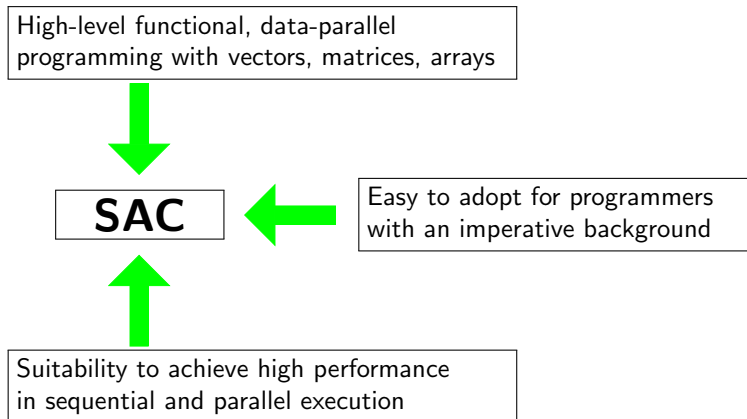 High-level functional, data-parallel
programming with vectors, matrices, arrays
SAC
Easy to adopt for programmers
with an imperative background
Suitability to achieve high performance
in sequential and parallel execution